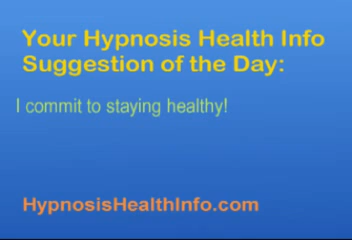 Your Hypnosis Health Info
Suggestion of the Day:
I commit to staying healthy!
HypnosisHealthInfo.com